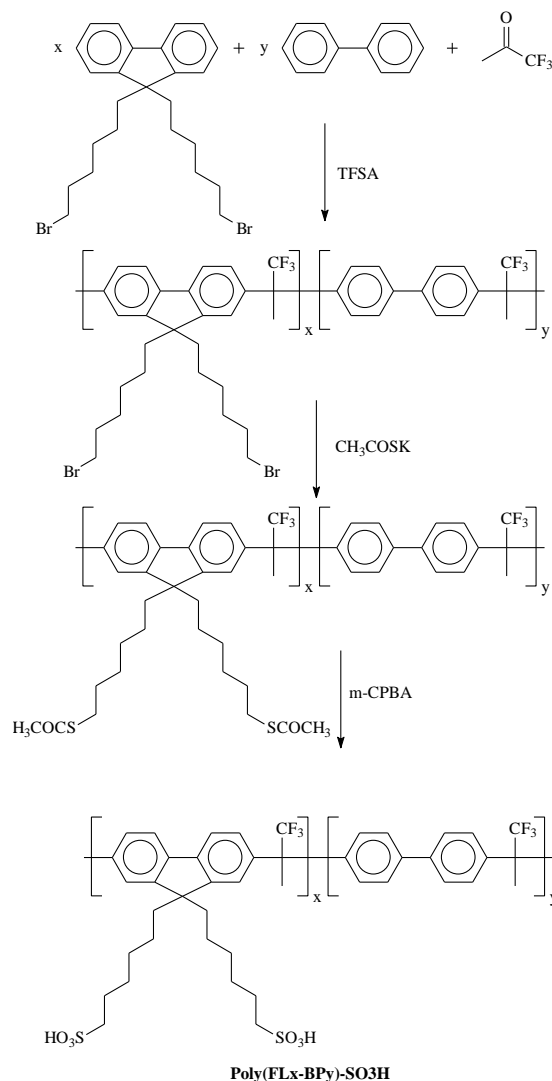 O
x + y + CF3
TFSA
Br Br
CF3 CF3
x y
Br Br
CH3COSK
CF3 CF3
x y
m-CPBA
H3COCS SCOCH3
CF3 CF3
x y
HO3S SO3H
Poly(FLx-BPy)-SO3H